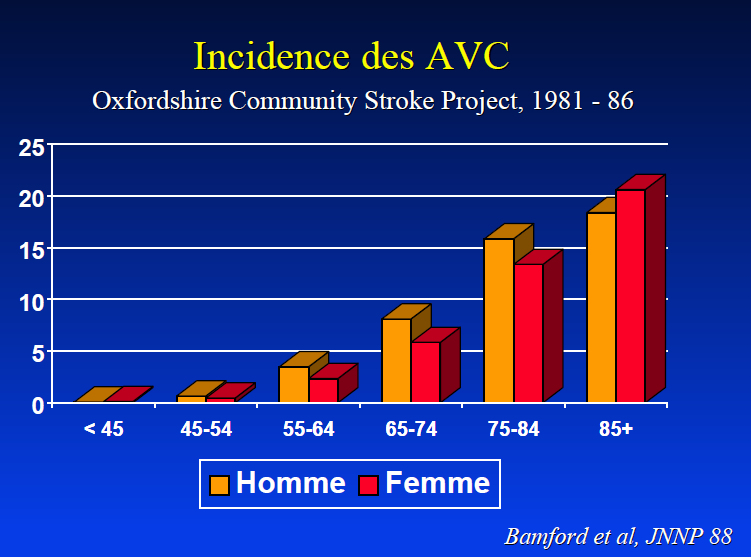 Incidence des AVC
Oxfordshire Community Stroke Project, 1981 - 86
25
20
15
10
5
0
< 45 45-54 55-64 65-74 75-84 85+
Homme Femme
Bamford et al, JNNP 88